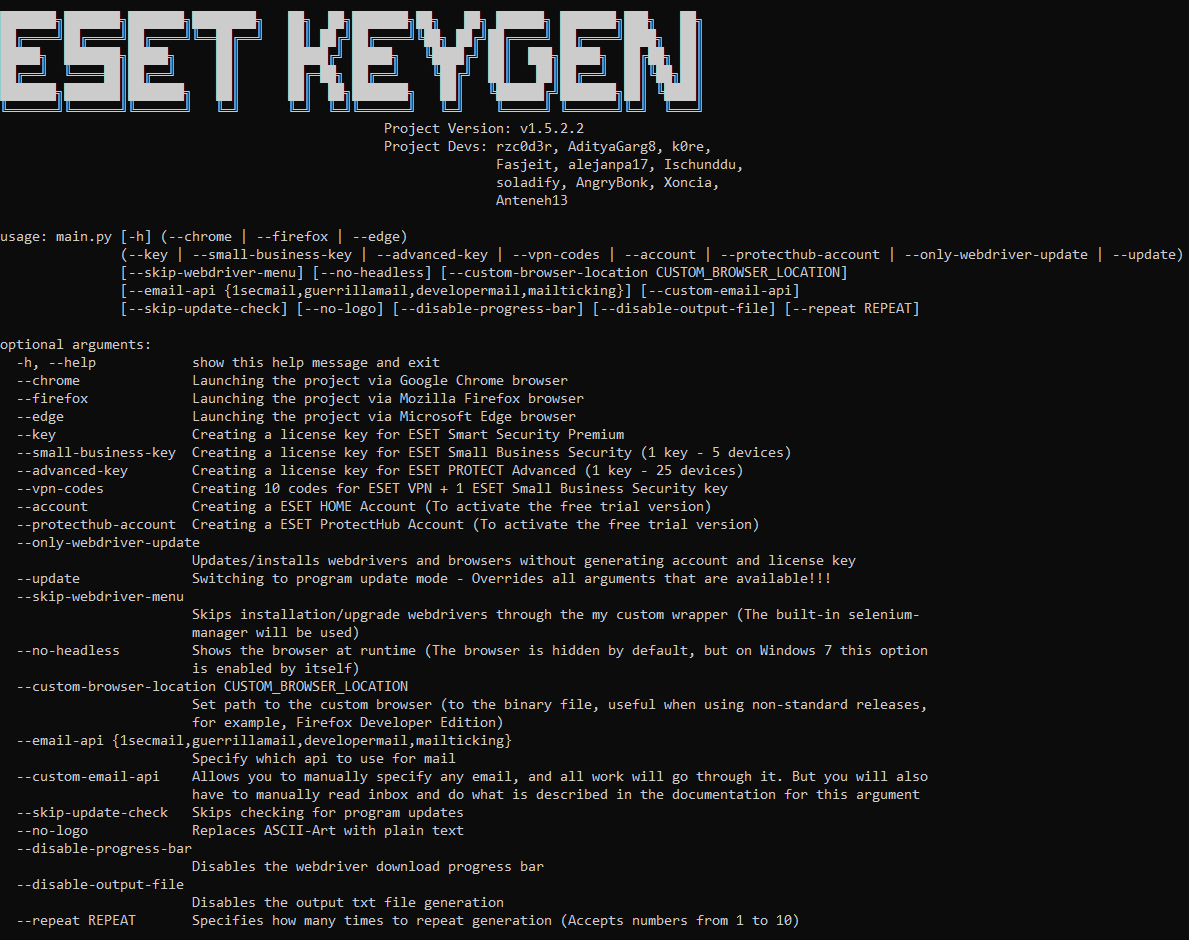 ESET KEYGEN
Project Version: v1.5.2.2
Project Devs: rzc0d3r, AdityaGarg8, k0re,
Fasjeit, alejanpa17, Ischunddu,
soladify, AngryBonk, Xoncia,
Anteneh13
usage: main.py [-h] (--chrome | --firefox | --edge)
(--key | --small-business-key | --advanced-key | --vpn-codes | --account | --protecthub-account | --only-webdriver-update | --update)
[--skip-webdriver-menu] [--no-headless] [--custom-browser-location CUSTOM_BROWSER_LOCATION]
[--email-api {1secmail,guerrillamail,developermail,mailticking}] [--custom-email-api]
[--skip-update-check] [--no-logo] [--disable-progress-bar] [--disable-output-file] [--repeat REPEAT]
optional arguments:
-h, --help show this help message and exit
--chrome Launching the project via Google Chrome browser
--firefox Launching the project via Mozilla Firefox browser
--edge Launching the project via Microsoft Edge browser
--key Creating a license key for ESET Smart Security Premium
--small-business-key Creating a license key for ESET Small Business Security (1 key - 5 devices)
--advanced-key Creating a license key for ESET PROTECT Advanced (1 key - 25 devices)
--vpn-codes Creating 10 codes for ESET VPN + 1 ESET Small Business Security key
--account Creating a ESET HOME Account (To activate the free trial version)
--protecthub-account Creating a ESET ProtectHub Account (To activate the free trial version)
--only-webdriver-update
Updates/installs webdrivers and browsers without generating account and license key
--update Switching to program update mode - Overrides all arguments that are available!!!
--skip-webdriver-menu
Skips installation/upgrade webdrivers through the my custom wrapper (The built-in selenium-
manager will be used)
--no-headless Shows the browser at runtime (The browser is hidden by default, but on Windows 7 this option
is enabled by itself)
--custom-browser-location CUSTOM_BROWSER_LOCATION
Set path to the custom browser (to the binary file, useful when using non-standard releases,
for example, Firefox Developer Edition)
--email-api {1secmail,guerrillamail,developermail,mailticking}
Specify which api to use for mail
--custom-email-api Allows you to manually specify any email, and all work will go through it. But you will also
have to manually read inbox and do what is described in the documentation for this argument
--skip-update-check Skips checking for program updates
--no-logo Replaces ASCII-Art with plain text
--disable-progress-bar
Disables the webdriver download progress bar
--disable-output-file
Disables the output txt file generation
--repeat REPEAT Specifies how many times to repeat generation (Accepts numbers from 1 to 10)